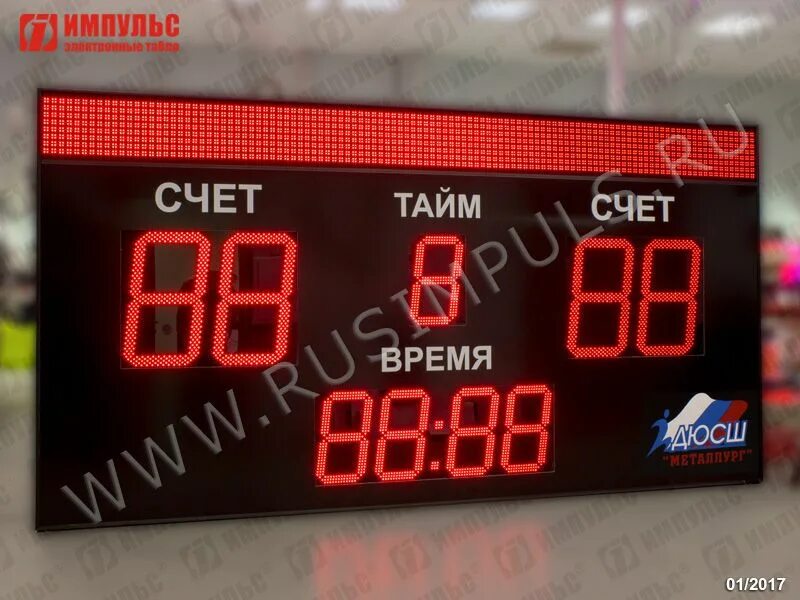 ИМПУЛЬС
электронные табло
СЧЕТ ТАЙМ СЧЕТ
88 8 88
ВРЕМЯ
88:88
ДЮСШ
"МЕТАЛЛУРГ"
WWW.RUSIMPULS.RU
01/2017